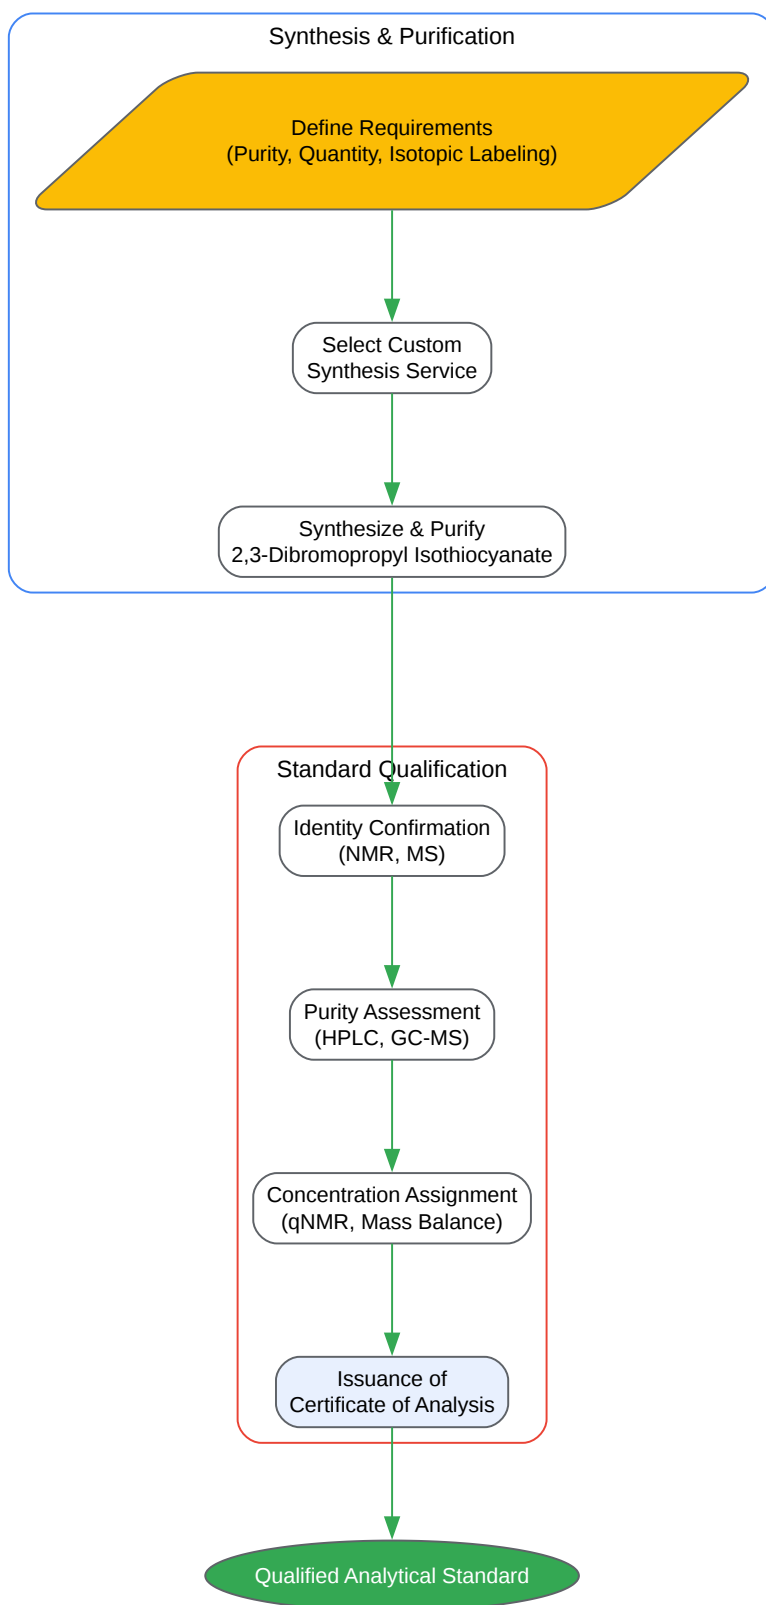 Synthesis & Purification
Define Requirements
(Purity, Quantity, Isotopic Labeling)
Select Custom
Synthesis Service
Synthesize & Purify
2,3-Dibromopropyl Isothiocyanate
Standard Qualification
Identity Confirmation
(NMR, MS)
Purity Assessment
(HPLC, GC-MS)
Concentration Assignment
(qNMR, Mass Balance)
Issuance of
Certificate of Analysis
Qualified Analytical Standard